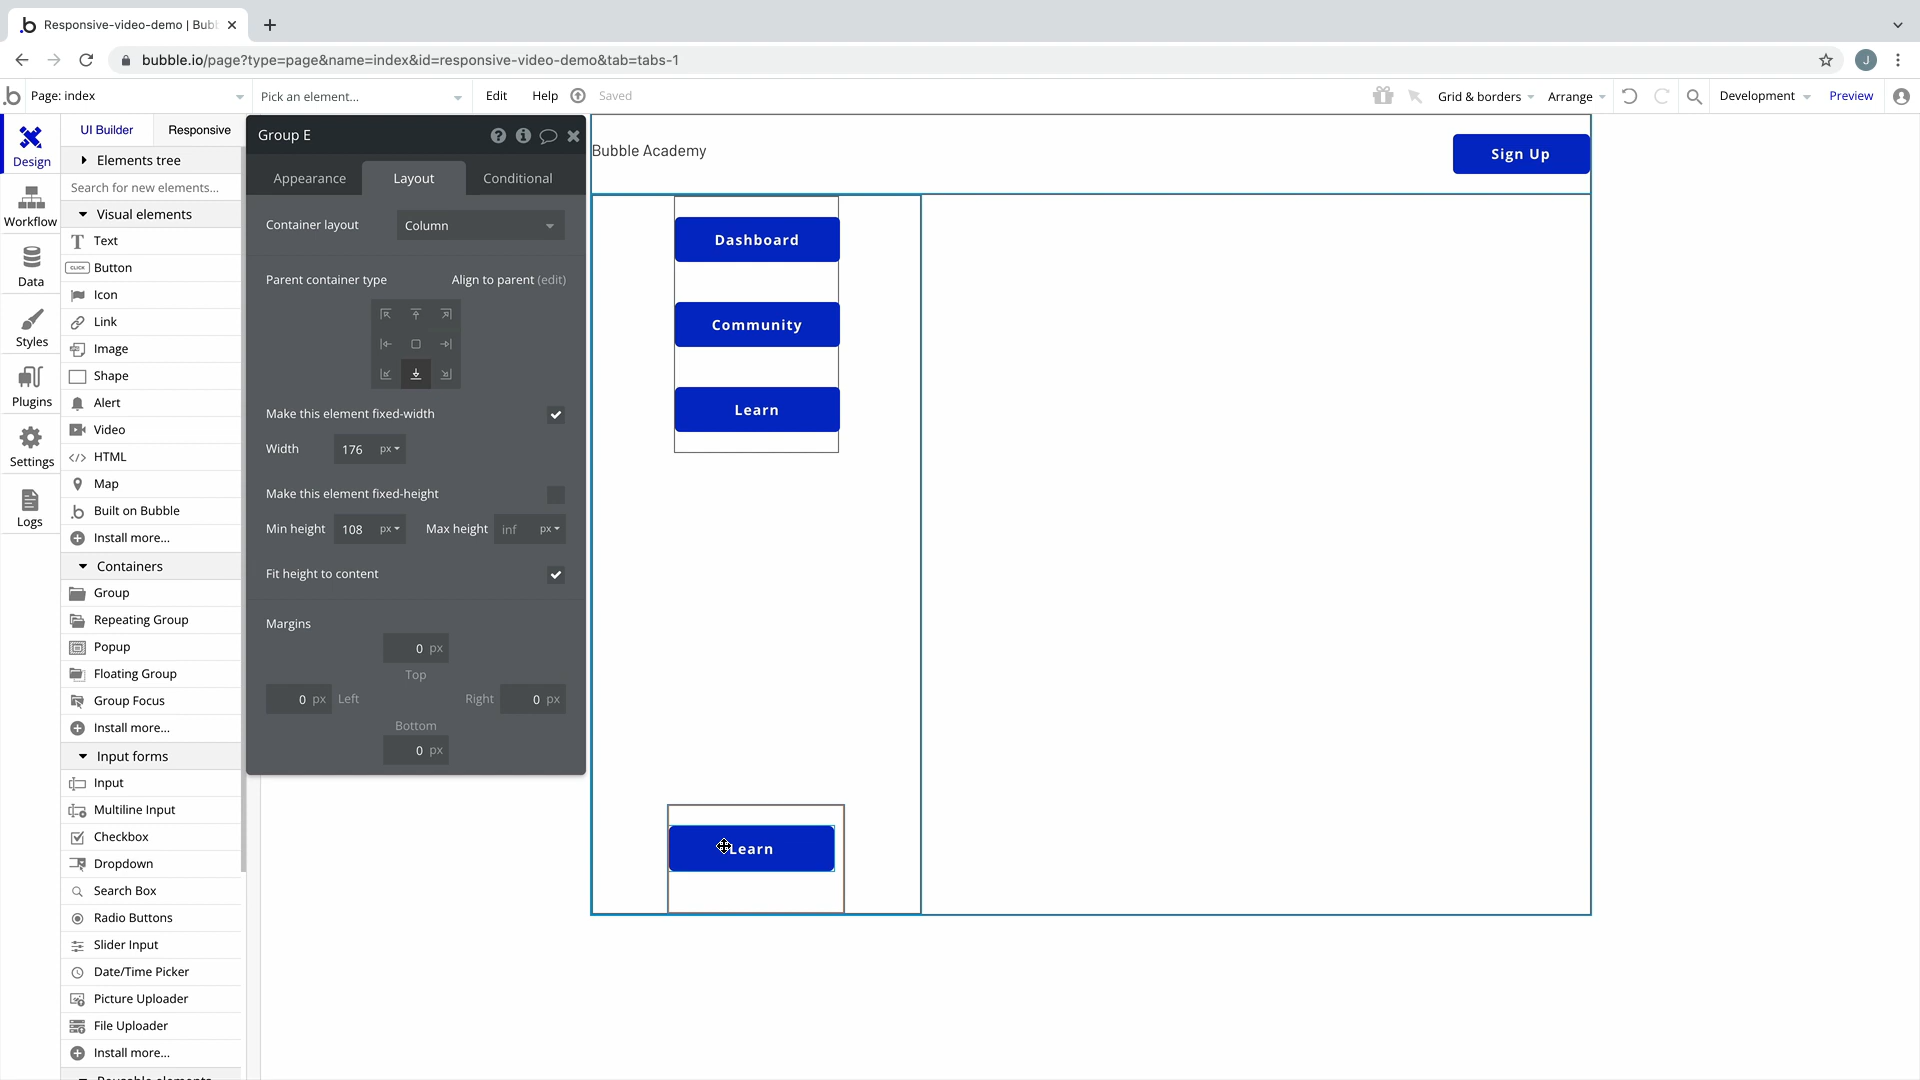 Responsive-video-demo | Bub
bubble.io/page?type=page&name=index&id=responsive-video-demo&tab=tabs-1
J
Page: index
Pick an element...
Edit
Help
Saved
Grid & borders
Arrange
Development
Preview
Design
Workflow
Data
Styles
Plugins
Settings
Logs
UI Builder
Responsive
Elements tree
Search for new elements...
Visual elements
Text
CLICK
Button
Icon
Link
Image
Shape
Alert
Video
HTML
Map
Built on Bubble
Install more...
Containers
Group
Repeating Group
Popup
Floating Group
Group Focus
Install more...
Input forms
Input
Multiline Input
Checkbox
Dropdown
Search Box
Radio Buttons
Slider Input
Date/Time Picker
Picture Uploader
File Uploader
Install more...
Reusable elements
Group E
Appearance
Layout
Conditional
Container layout
Column
Parent container type
Align to parent (edit)
Make this element fixed-width
Width 176 px
Make this element fixed-height
Min height 108 px Max height inf px
Fit height to content
Margins
0 px
Top
0 px Left Right 0 px
Bottom
0 px
Bubble Academy
Sign Up
Dashboard
Community
Learn
Learn